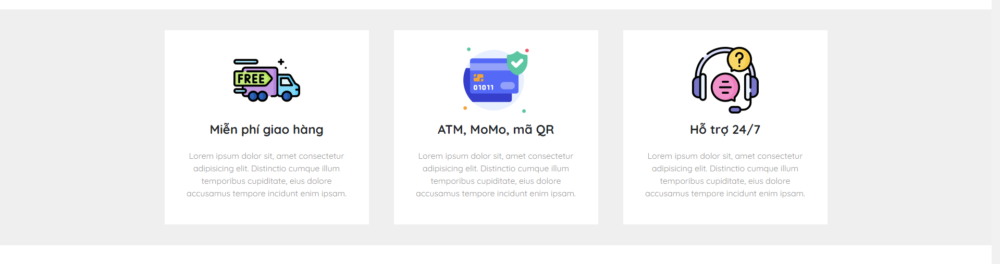 FREE
Miễn phí giao hàng
Lorem ipsum dolor sit, amet consectetur
adipisicing elit. Distinctio cumque illum
temporibus cupiditate, eius dolore
accusamus tempore incidunt enim ipsam.
01011
ATM, MoMo, mã QR
Lorem ipsum dolor sit, amet consectetur
adipisicing elit. Distinctio cumque illum
temporibus cupiditate, eius dolore
accusamus tempore incidunt enim ipsam.
?
Hỗ trợ 24/7
Lorem ipsum dolor sit, amet consectetur
adipisicing elit. Distinctio cumque illum
temporibus cupiditate, eius dolore
accusamus tempore incidunt enim ipsam.